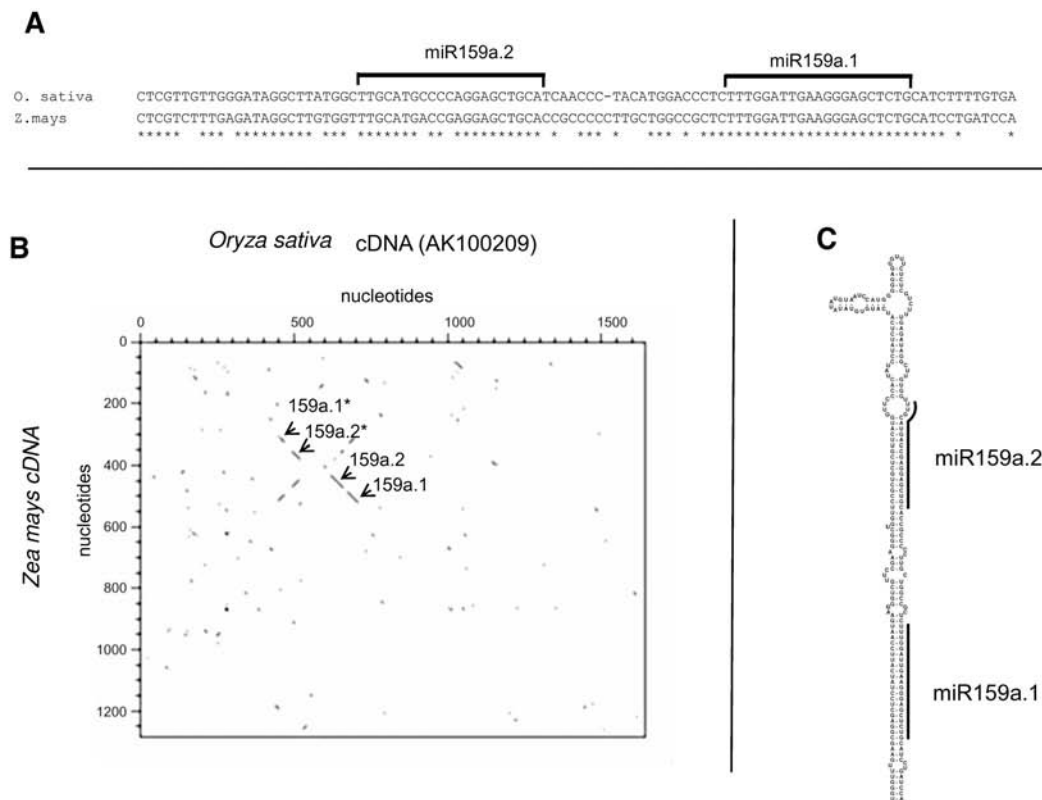 A
miR159a.2
miR159a.1
O. sativa CTCGTTGTTGGGATAGGCTTATGGCTTGCATGCCCCAGGAGCTGCATCAACCC-TACATGGACCCTCTTTGGATTGAAGGGAGCTCTGCATCTTTTGTGA
Z.mays CTCGTCTTTGAGATAGGCTTGTGGTTTGCATGACCGAGGAGCTGCACCGCCCCCTTGCTGGCCGCTCTTTGGATTGAAGGGAGCTCTGCATCCTGATCCA
B
Oryza sativa cDNA (AK100209)
nucleotides
0 500 1000 1500
0
200
400
600
800
1000
1200
Zea mays cDNA
nucleotides
159a.1*
159a.2*
159a.2
159a.1
C
miR159a.2
miR159a.1